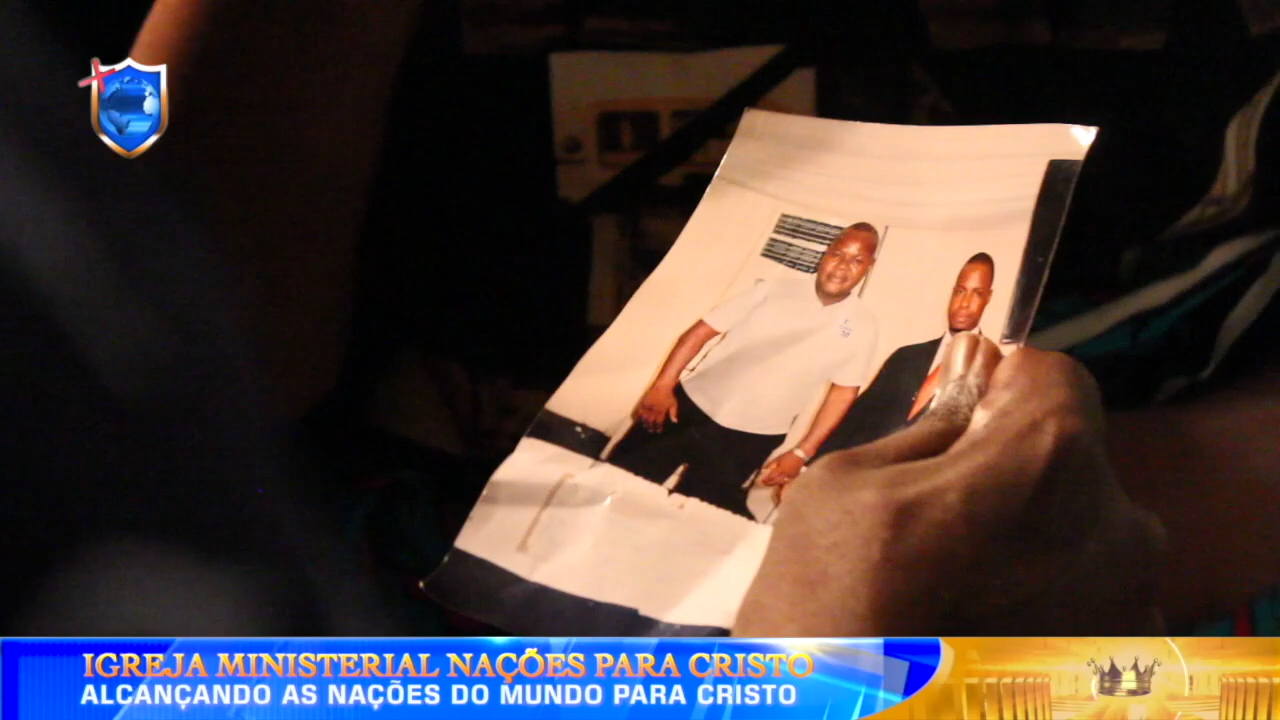 IGREJA MINISTERIAL NAÇÕES PARA CRISTO
ALCANÇANDO AS NAÇÕES DO MUNDO PARA CRISTO